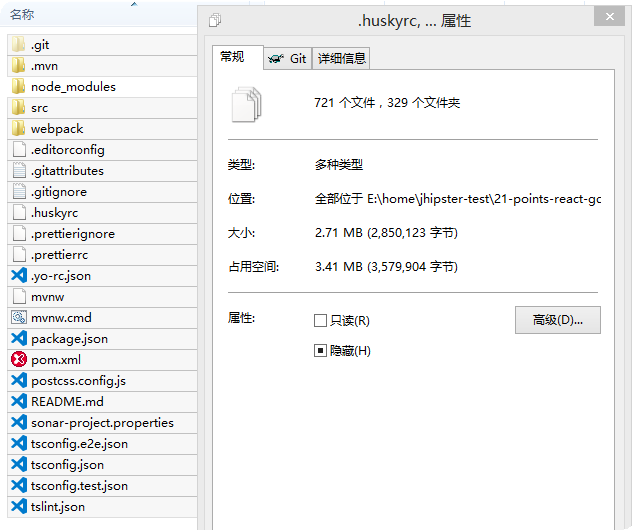 名称
.git
.mvn
node_modules
src
webpack
.editorconfig
.gitattributes
.gitignore
.huskyrc
.prettierignore
.prettierrc
.yo-rc.json
mvnw
mvnw.cmd
package.json
pom.xml
postcss.config.js
README.md
sonar-project.properties
tsconfig.e2e.json
tsconfig.json
tsconfig.test.json
tslint.json
.huskyrc, ... 属性
常规 Git 详细信息
721 个文件，329 个文件夹
类型: 多种类型
位置: 全部位于 E:\home\jhipster-test\21-points-react-gc
大小: 2.71 MB (2,850,123 字节)
占用空间: 3.41 MB (3,579,904 字节)
属性: 只读(R) 高级(D)...
隐藏(H)